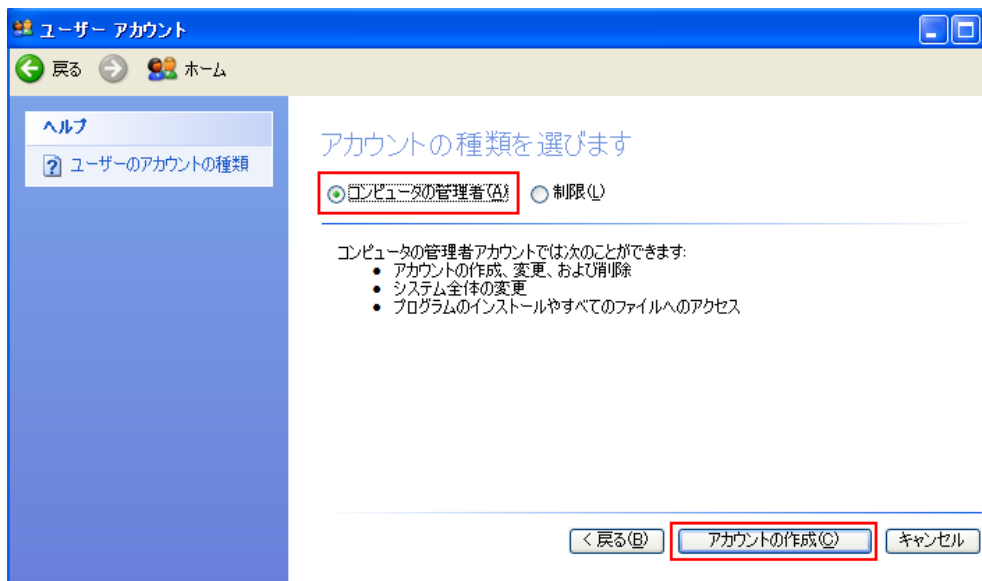 ユーザー アカウント
戻る ホーム
ヘルプ
ユーザーのアカウントの種類
アカウントの種類を選びます
コンピュータの管理者(A) 制限(L)
コンピュータの管理者アカウントでは次のことができます:
• アカウントの作成、変更、および削除
• システム全体の変更
• プログラムのインストールやすべてのファイルへのアクセス
< 戻る(B) アカウントの作成(C) キャンセル